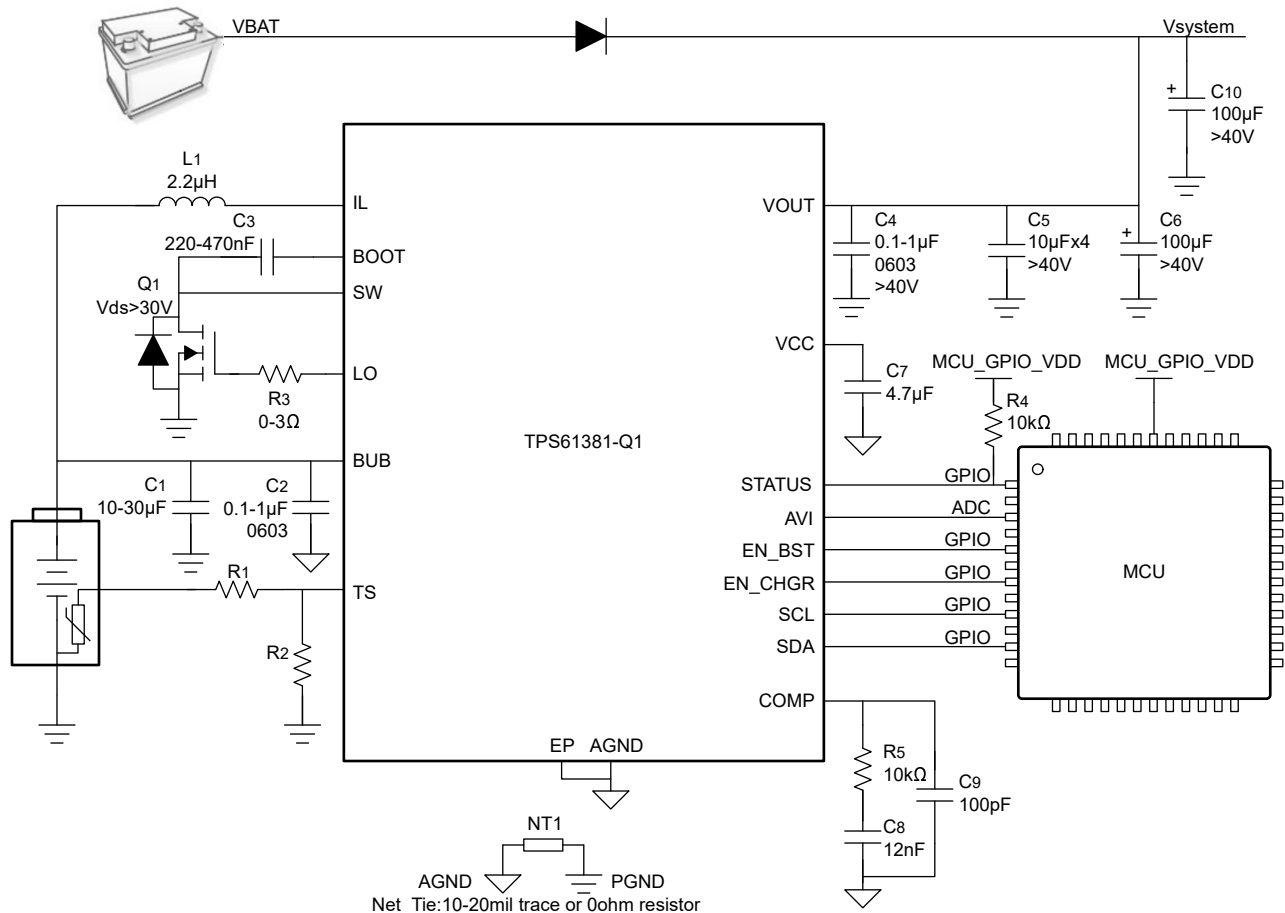 VBAT
Vsystem
+
C10
100µF
>40V
L1
2.2µH
IL
C3
220-470nF
BOOT
SW
Q1
Vds>30V
LO
R3
0-3Ω
BUB
C1
10-30µF
C2
0.1-1µF
0603
R1
TS
R2
TPS61381-Q1
EP AGND
VOUT
C4
0.1-1µF
0603
>40V
C5
10µFx4
>40V
+
C6
100µF
>40V
VCC
C7
4.7µF
MCU_GPIO_VDD
MCU_GPIO_VDD
R4
10kΩ
STATUS
GPIO
AVI
ADC
EN_BST
GPIO
EN_CHGR
GPIO
SCL
GPIO
SDA
GPIO
MCU
COMP
R5
10kΩ
C9
100pF
C8
12nF
NT1
AGND
PGND
Net_Tie:10-20mil trace or 0ohm resistor